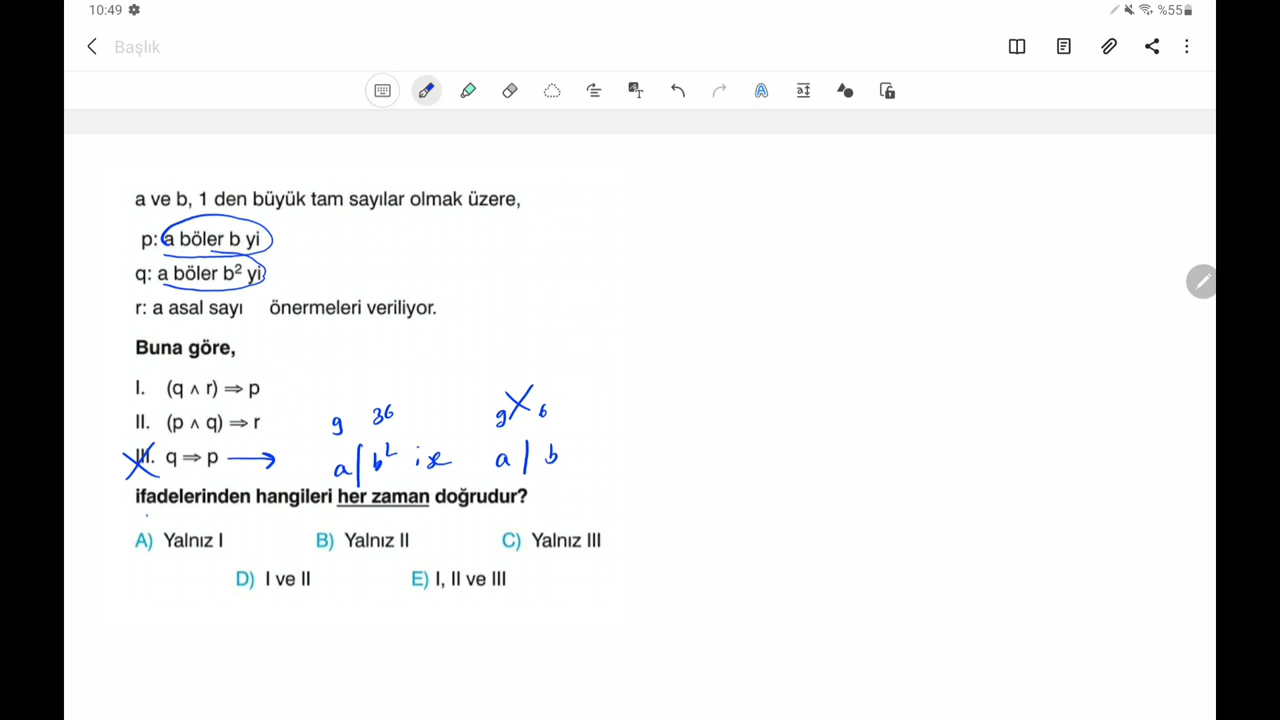 10:49 %55
Başlık
a ve b, 1 den büyük tam sayılar olmak üzere,
p: a böler b yi
q: a böler b² yi
r: a asal sayı önermeleri veriliyor.
Buna göre,
I. (q ∧ r) ⇒ p
II. (p ∧ q) ⇒ r
9 36 9 6
III. q ⇒ p → a | b² ise a | b
ifadelerinden hangileri her zaman doğrudur?
A) Yalnız I B) Yalnız II C) Yalnız III
D) I ve II E) I, II ve III